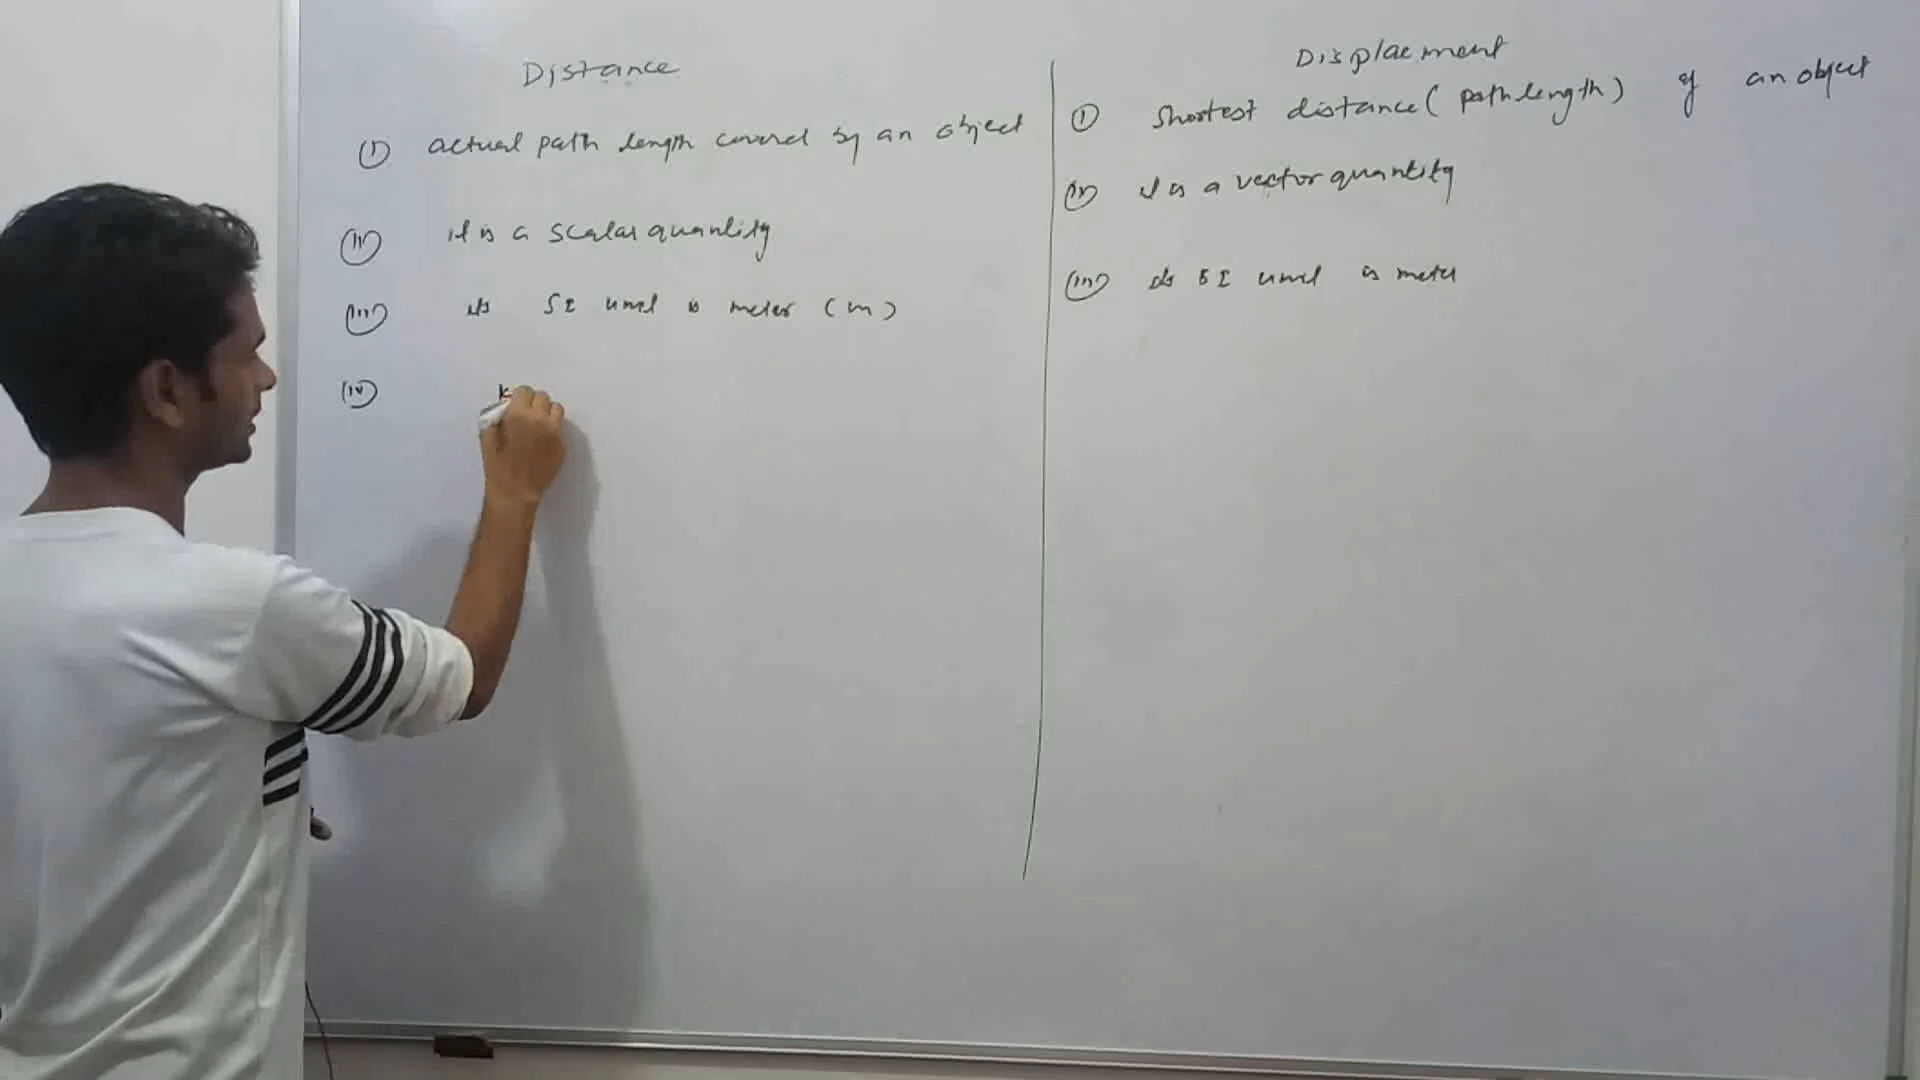 Distance
(i) actual path length covered by an object
(ii) it is a scalar quantity
(iii) its SI unit is meter (m)
(iv) k
Displacment
(i) Shortest distance (path length) of an object
(ii) it is a vector quantity
(iii) its SI unit is meter